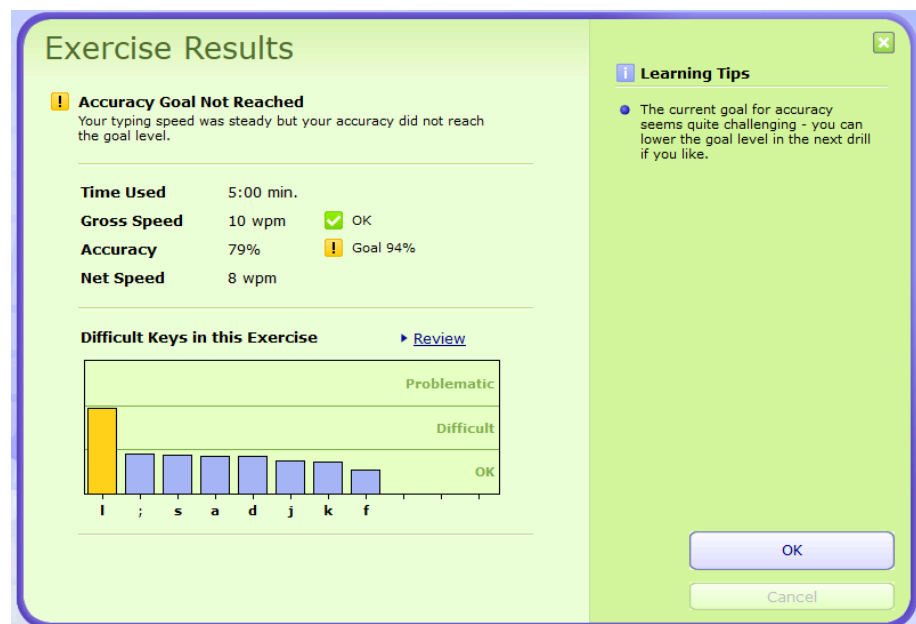 Exercise Results
! Accuracy Goal Not Reached
Your typing speed was steady but your accuracy did not reach
the goal level.
Time Used 5:00 min.
Gross Speed 10 wpm OK
Accuracy 79% ! Goal 94%
Net Speed 8 wpm
Difficult Keys in this Exercise Review
Problematic
Difficult
OK
l ; s a d j k f
i Learning Tips
The current goal for accuracy
seems quite challenging - you can
lower the goal level in the next drill
if you like.
OK
Cancel